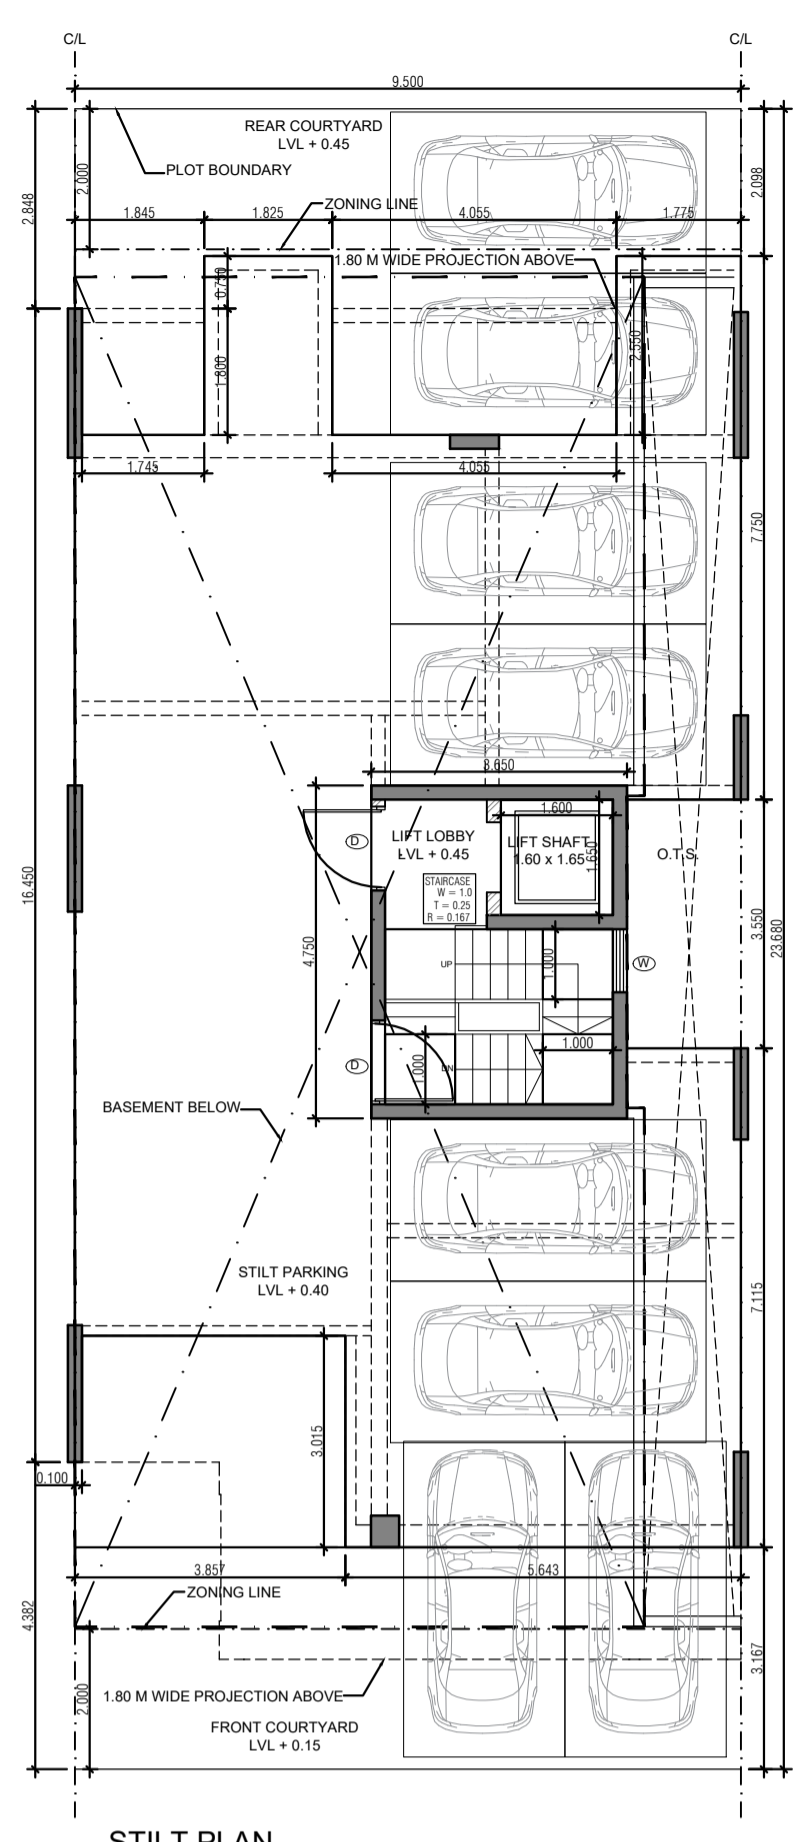 C/L
C/L
9.500
REAR COURTYARD
LVL + 0.45
PLOT BOUNDARY
2.000
2.098
2.848
ZONING LINE
1.845
1.825
4.055
1.775
1.80 M WIDE PROJECTION ABOVE
0.750
1.800
2.550
1.745
4.055
7.750
3.650
1.600
LIFT LOBBY
LVL + 0.45
LIFT SHAFT
1.60 x 1.65
1.650
O.T.S.
D
STAIRCASE
W = 1.0
T = 0.25
R = 0.167
16.450
3.550
23.680
4.750
UP
1.000
W
1.000
D
1.000
DN
BASEMENT BELOW
STILT PARKING
LVL + 0.40
7.115
3.015
0.100
3.857
5.643
ZONING LINE
4.382
3.167
2.000
1.80 M WIDE PROJECTION ABOVE
FRONT COURTYARD
LVL + 0.15
STILT PLAN